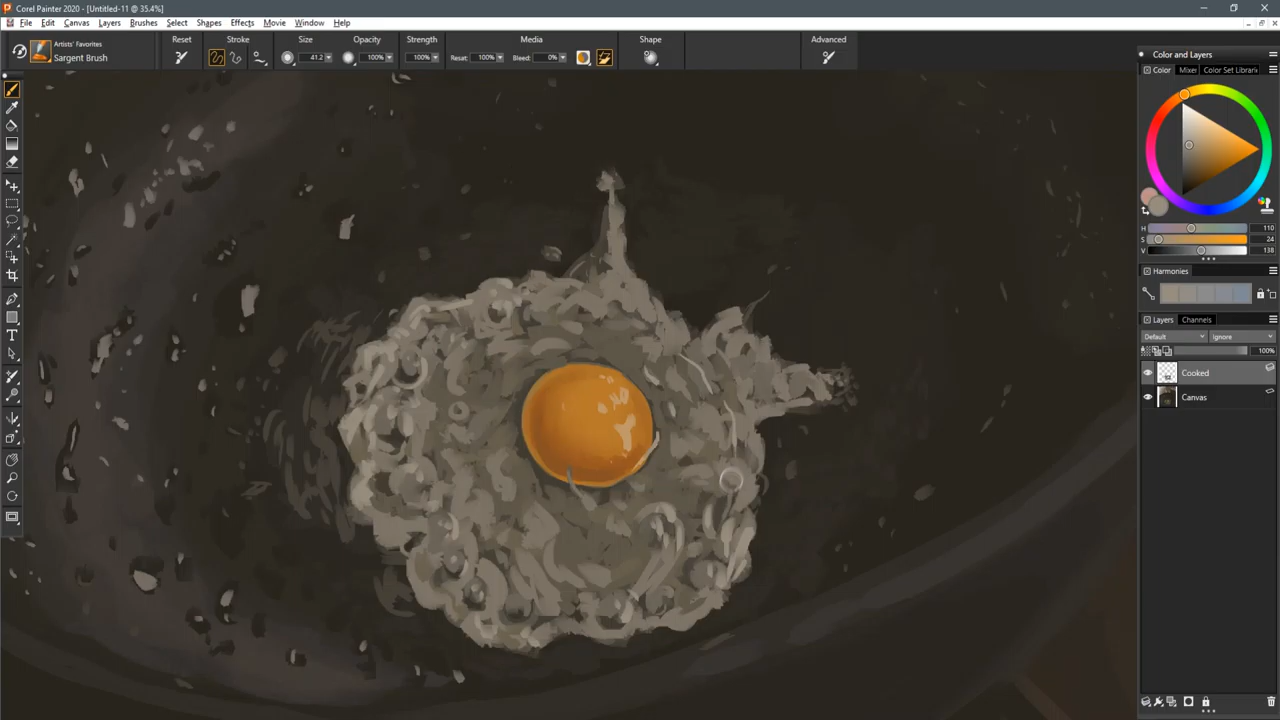 Corel Painter 2020 - [Untitled-11 @ 35.4%]
File Edit Canvas Layers Brushes Select Shapes Effects Movie Window Help
Artists' Favorites
Sargent Brush
Reset Stroke Size Opacity Strength Media Shape Advanced
41.2 100% 100% Reset: 100% Bleed: 0%
Color and Layers
Color Mixer Color Set Librari
H 110
S 24
V 138
Harmonies
Layers Channels
Default Ignore
100%
Cooked
Canvas
T